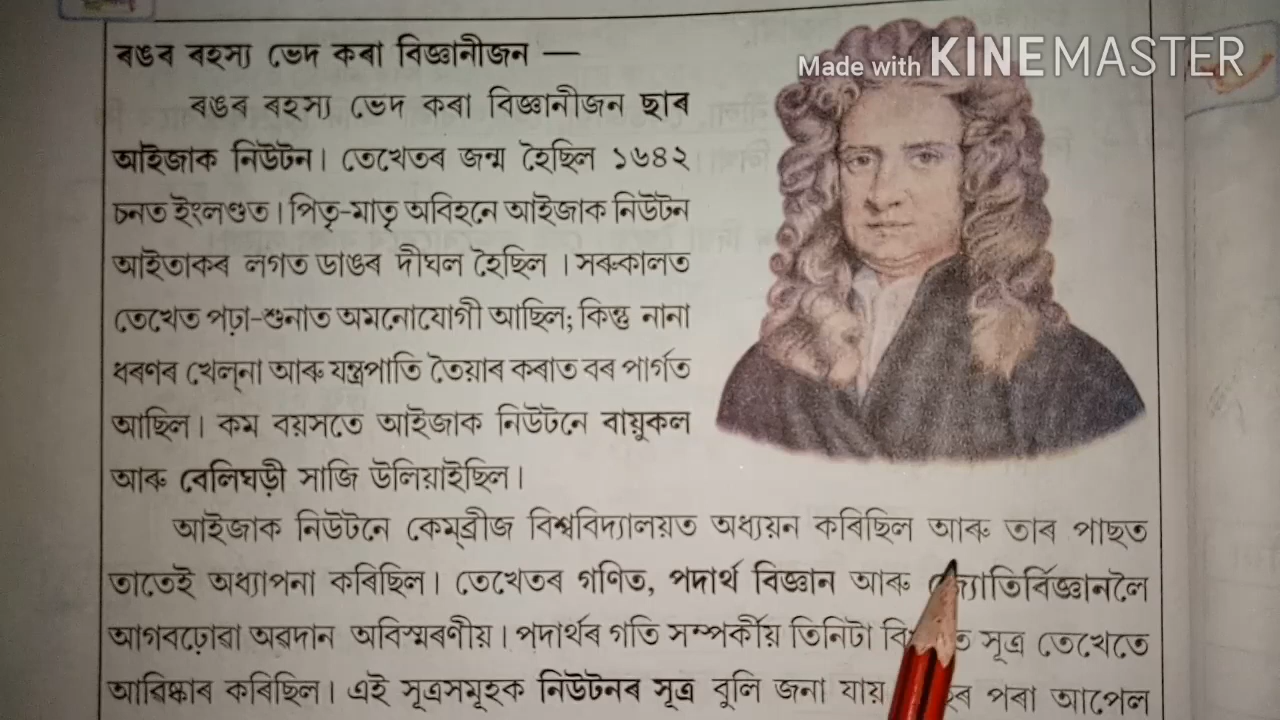 Made with KINEMASTER
ৰঙৰ ৰহস্য ভেদ কৰা বিজ্ঞানীজন —
ৰঙৰ ৰহস্য ভেদ কৰা বিজ্ঞানীজন ছাৰ
আইজাক নিউটন। তেখেতৰ জন্ম হৈছিল ১৬৪২
চনত ইংলণ্ডত। পিতৃ-মাতৃ অবিহনে আইজাক নিউটন
আইতাকৰ লগত ডাঙৰ দীঘল হৈছিল । সৰুকালত
তেখেত পঢ়া-শুনাত অমনোযোগী আছিল; কিন্তু নানা
ধৰণৰ খেল্‌না আৰু যন্ত্ৰপাতি তৈয়াৰ কৰাত বৰ পাৰ্গত
আছিল। কম বয়সতে আইজাক নিউটনে বায়ুকল
আৰু বেলিঘড়ী সাজি উলিয়াইছিল।
আইজাক নিউটনে কেম্‌ব্ৰীজ বিশ্ববিদ্যালয়ত অধ্যয়ন কৰিছিল আৰু তাৰ পাছত
তাতেই অধ্যাপনা কৰিছিল। তেখেতৰ গণিত, পদাৰ্থ বিজ্ঞান আৰু জ্যোতিৰ্বিজ্ঞানলৈ
আগবঢ়োৱা অৱদান অবিস্মৰণীয়। পদাৰ্থৰ গতি সম্পৰ্কীয় তিনিটা সূত্ৰ তেখেতে
আৱিষ্কাৰ কৰিছিল। এই সূত্ৰসমূহক নিউটনৰ সূত্ৰ বুলি জনা যায় পৰা আপেল